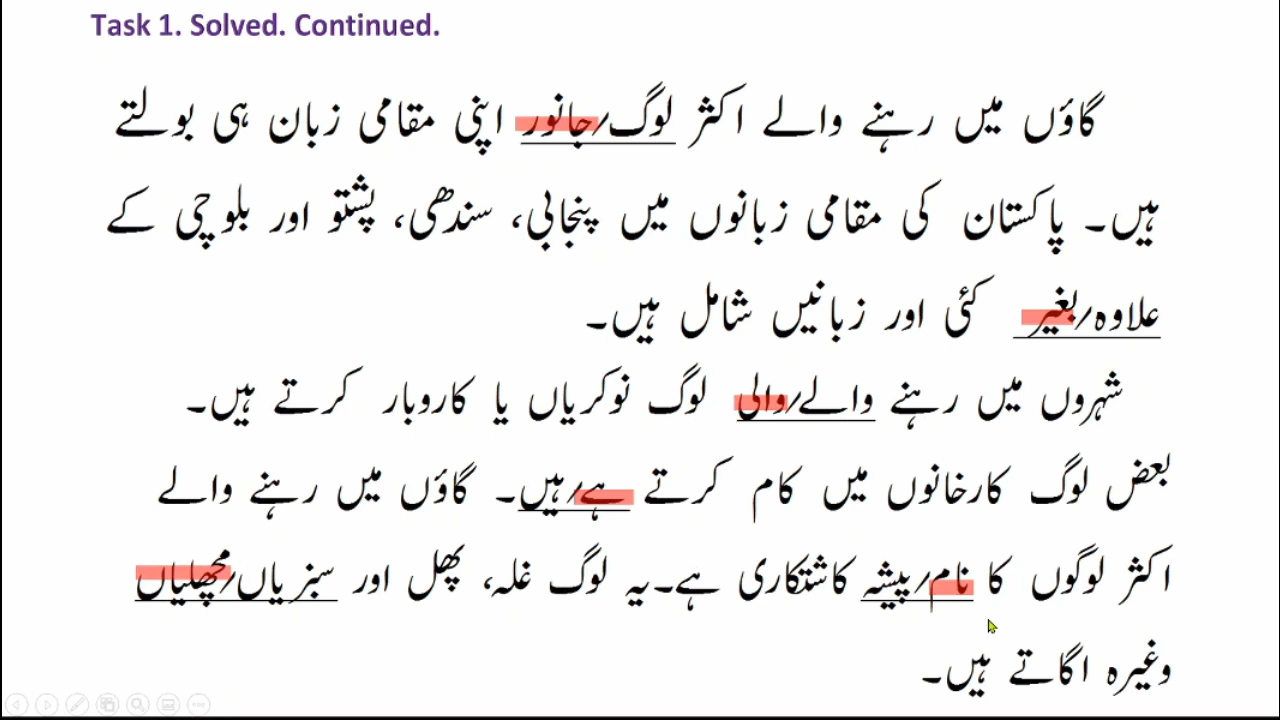 Task 1. Solved. Continued.
گاؤں میں رہنے والے اکثر لوگ/جانور اپنی مقامی زبان ہی بولتے
ہیں۔ پاکستان کی مقامی زبانوں میں پنجابی، سندھی، پشتو اور بلوچی کے
علاوہ/بغیر کئی اور زبانیں شامل ہیں۔
شہروں میں رہنے والے/والی لوگ نوکریاں یا کاروبار کرتے ہیں۔
بعض لوگ کارخانوں میں کام کرتے ہے/ہیں۔ گاؤں میں رہنے والے
اکثر لوگوں کا نام/پیشہ کاشتکاری ہے۔یہ لوگ غلہ، پھل اور سبزیاں/مچھلیاں
وغیرہ اگاتے ہیں۔